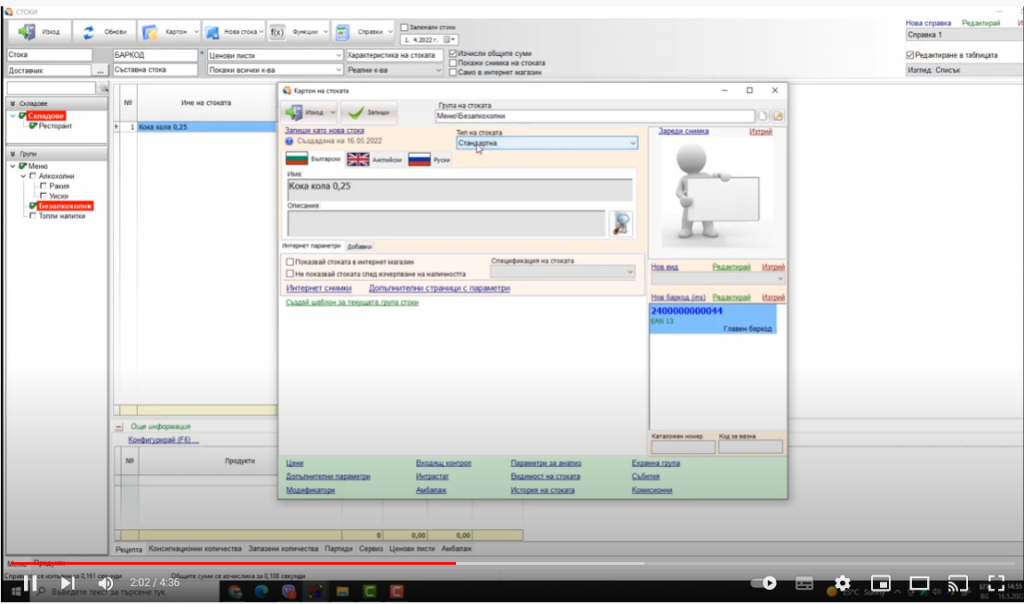 СТОКИ
Изход
Обнови
Картон
Нова стока
f(x)
Функции
Справки
Залежали стоки
1. 4.2022 г.
Нова справка
Редактирай
Справка 1
Стока
БАРКОД
Ценови листи
Характеристика на стоката
Изчисли общите суми
Покажи снимка на стоката
Само в интернет магазин
Редактиране в таблицата
Доставчик
...
Съставна стока
Покажи всички к-ва
Реални к-ва
Изглед: Списък
Складове
Складове
Ресторант
Групи
Меню
Алкохолни
Ракия
Уиски
Безалкохолни
Топли напитки
№
Име на стоката
1 Кока кола 0,25
Картон на стоката
Изход
Запиши
Група на стоката
Меню\Безалкохолни
Запиши като нова стока
Създадена на 16.05.2022
Тип на стоката
Стандартна
Български
Английски
Руски
Име:
Кока кола 0,25
Описание:
Интернет параметри
Добавки
Показвай стоката в интернет магазин
Не показвай стоката след изчерпване на наличността
Спецификация на стоката
Интернет снимки
Допълнителни страници с параметри
Създай шаблон за текущата група стоки
Зареди снимка
Изтрий
Нов вид
Редактирай
Изтрий
Нов баркод (ins)
Редактирай
Изтрий
2400000000044
EAN 13
Главен баркод
Каталожен номер
Код за везна
Цени
Входящ контрол
Параметри за анализ
Екранна група
Допълнителни параметри
Интрастат
Видимост на стоката
Събития
Модификатори
Амбалаж
История на стоката
Комисионни
Още информация
Конфигурирай (F6)...
№
Продукти
0
0,00
0,00
Рецепта
Консигнационни количества
Запазени количества
Партиди
Сервиз
Ценови листи
Амбалаж
Продукти
Общите суми се изчислиха за 0,108 секунди
2:02 / 4:36
Въведете текст за търсене тук
14:55